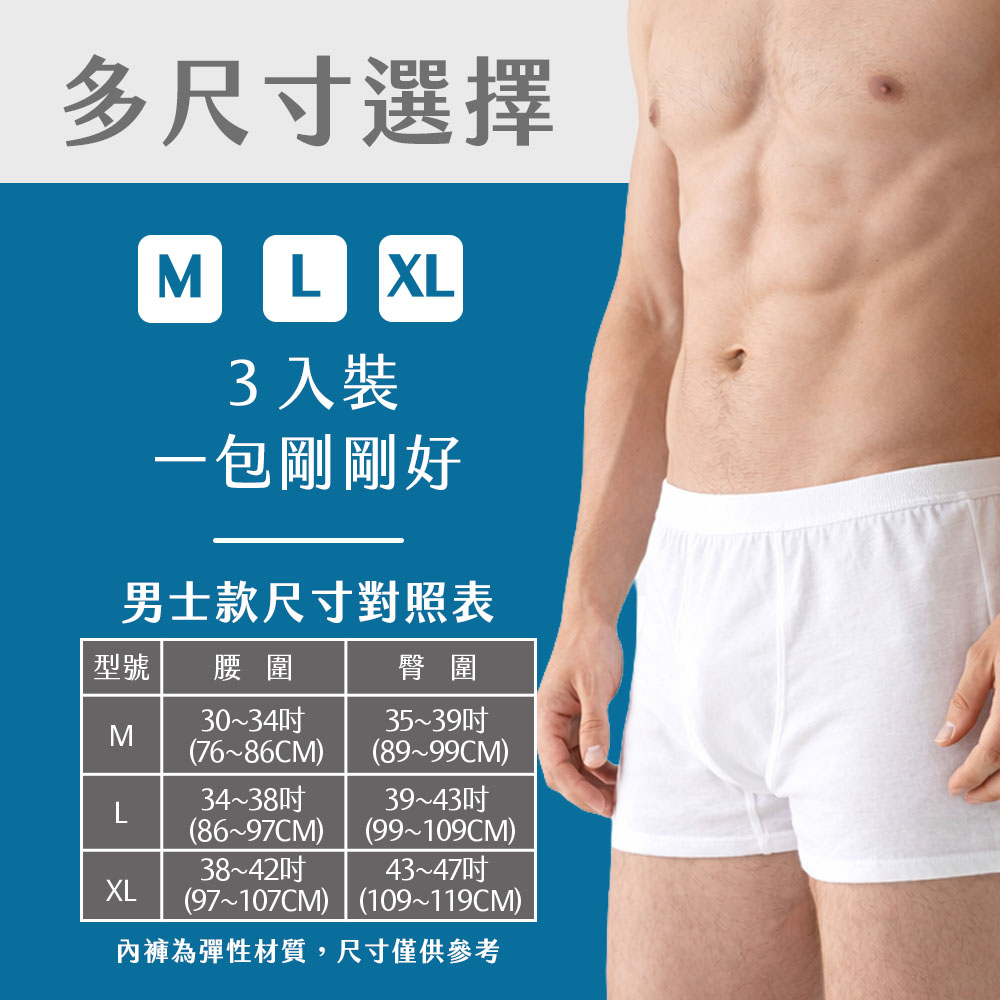 多尺寸選擇
M L XL
3入裝
一包剛剛好
男士款尺寸對照表
型號 腰圍 臀圍
M 30~34吋 (76~86CM) 35~39吋 (89~99CM)
L 34~38吋 (86~97CM) 39~43吋 (99~109CM)
XL 38~42吋 (97~107CM) 43~47吋 (109~119CM)
內褲為彈性材質，尺寸僅供參考